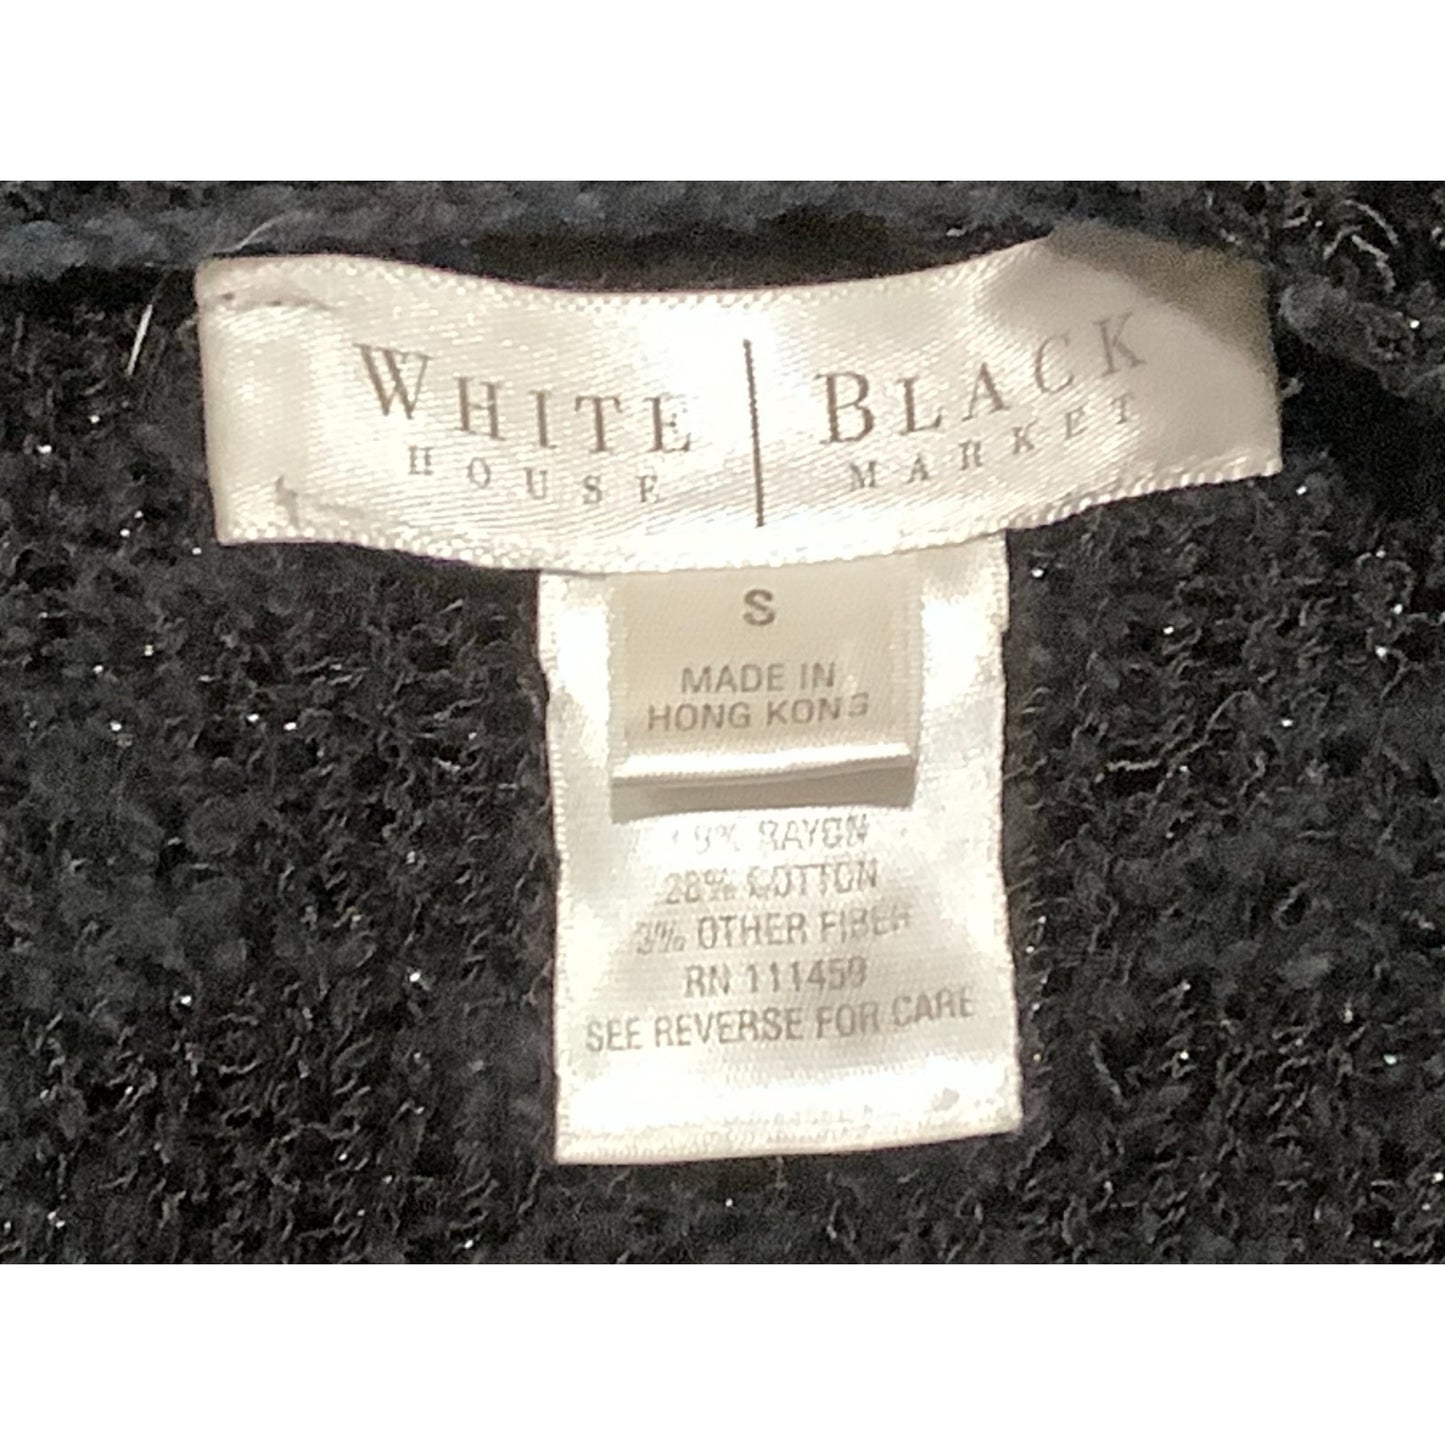 WHITE | BLACK
HOUSE MARKET
S
MADE IN
HONG KONG
RAYON
28% COTTON
3% OTHER FIBER
RN 111459
SEE REVERSE FOR CARE